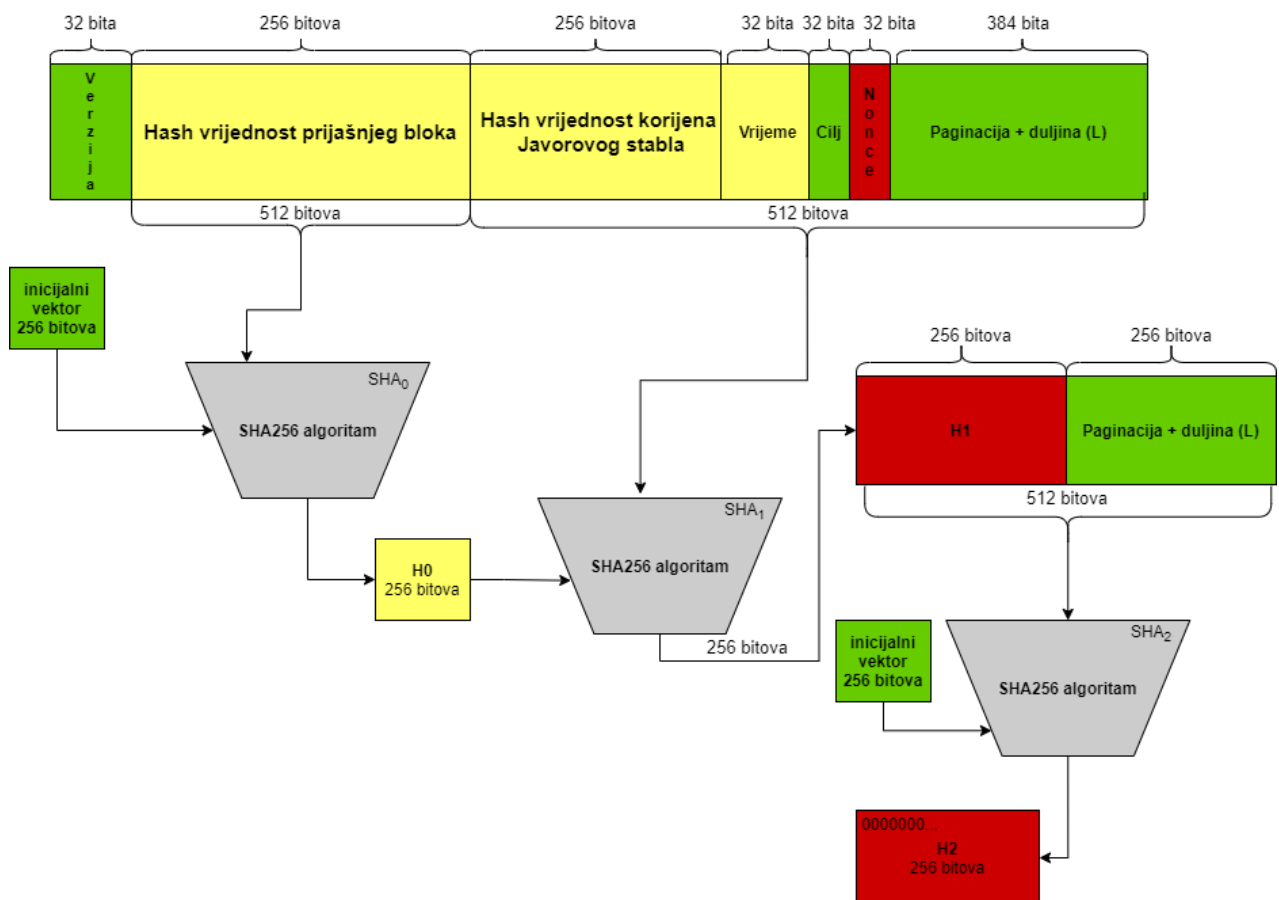 32 bita
256 bitova
256 bitova
32 bita
32 bita
32 bita
384 bita
Verzija
Hash vrijednost prijašnjeg bloka
Hash vrijednost korijena
Javorovog stabla
Vrijeme
Cilj
Nonce
Paginacija + duljina (L)
512 bitova
512 bitova
inicijalni
vektor
256 bitova
SHA0
SHA256 algoritam
256 bitova
256 bitova
H1
Paginacija + duljina (L)
512 bitova
SHA1
SHA256 algoritam
H0
256 bitova
256 bitova
inicijalni
vektor
256 bitova
SHA2
SHA256 algoritam
0000000...
H2
256 bitova